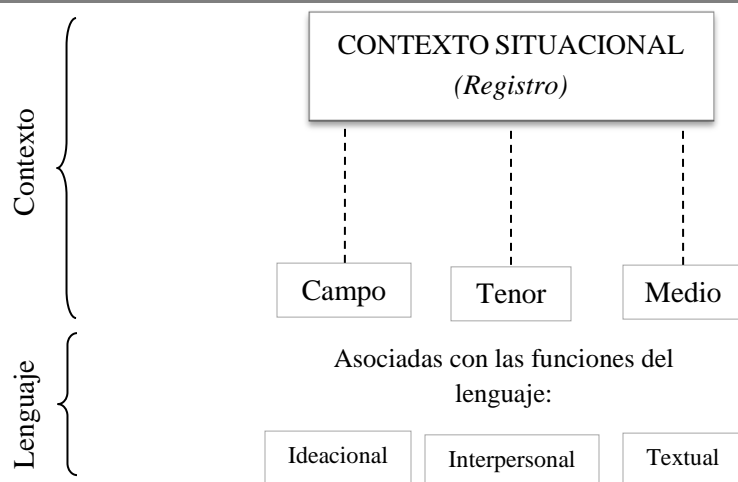 CONTEXTO SITUACIONAL
(Registro)
Contexto
Campo
Tenor
Medio
Lenguaje
Asociadas con las funciones del
lenguaje:
Ideacional
Interpersonal
Textual